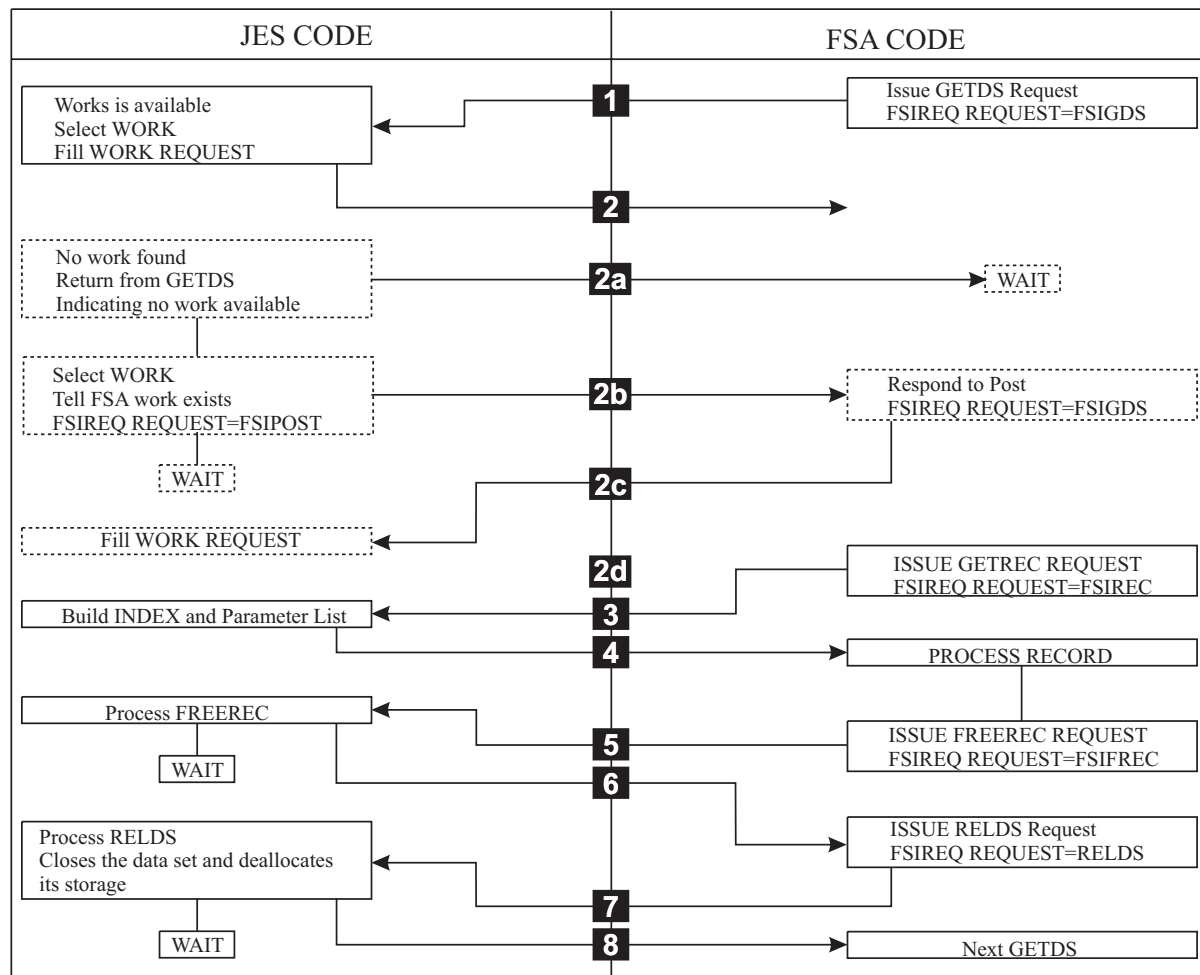 JES CODE
FSA CODE
Works is available
Select WORK
Fill WORK REQUEST
1
Issue GETDS Request
FSIREQ REQUEST=FSIGDS
2
No work found
Return from GETDS
Indicating no work available
2a
WAIT
Select WORK
Tell FSA work exists
FSIREQ REQUEST=FSIPOST
2b
Respond to Post
FSIREQ REQUEST=FSIGDS
WAIT
2c
Fill WORK REQUEST
2d
ISSUE GETREC REQUEST
FSIREQ REQUEST=FSIREC
Build INDEX and Parameter List
3
4
PROCESS RECORD
Process FREEREC
5
ISSUE FREEREC REQUEST
FSIREQ REQUEST=FSIFREC
WAIT
6
Process RELDS
Closes the data set and deallocates
its storage
ISSUE RELDS Request
FSIREQ REQUEST=RELDS
7
WAIT
8
Next GETDS